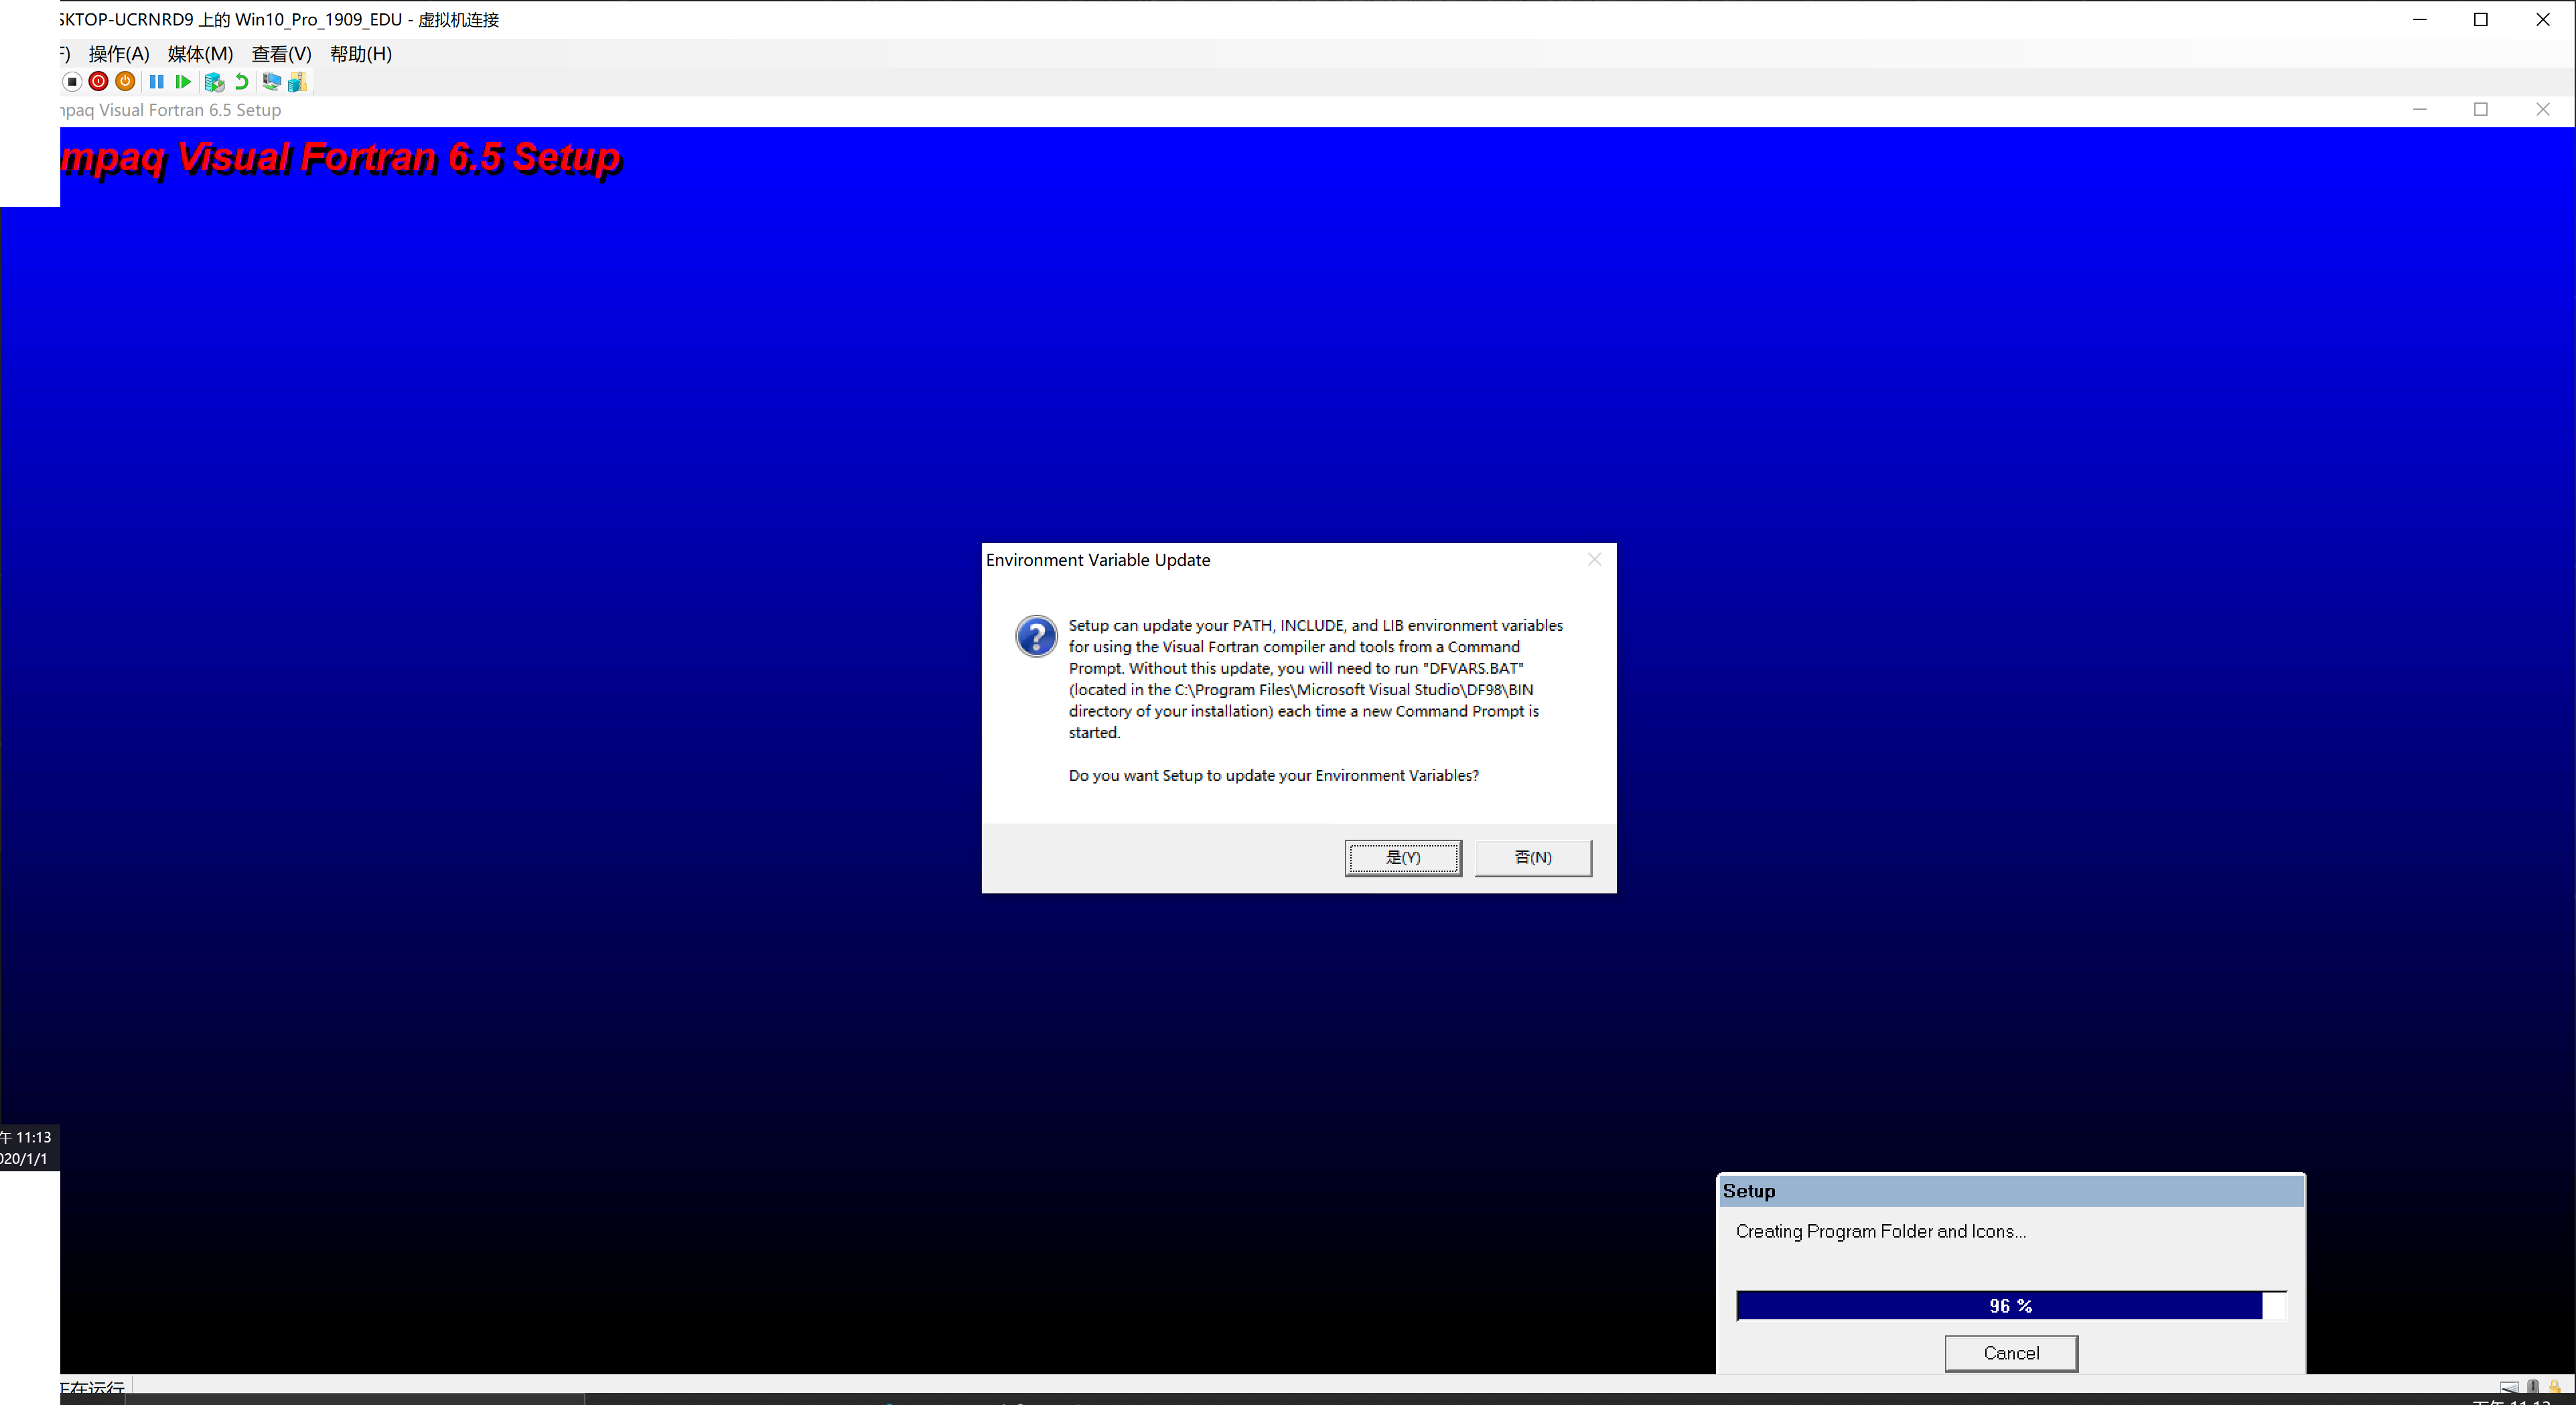 SKTOP-UCRNRD9 上的 Win10_Pro_1909_EDU - 虚拟机连接
F) 操作(A) 媒体(M) 查看(V) 帮助(H)
mpaq Visual Fortran 6.5 Setup
mpaq Visual Fortran 6.5 Setup
Environment Variable Update
Setup can update your PATH, INCLUDE, and LIB environment variables
for using the Visual Fortran compiler and tools from a Command
Prompt. Without this update, you will need to run "DFVARS.BAT"
(located in the C:\Program Files\Microsoft Visual Studio\DF98\BIN
directory of your installation) each time a new Command Prompt is
started.
Do you want Setup to update your Environment Variables?
是(Y) 否(N)
午 11:13
020/1/1
Setup
Creating Program Folder and Icons...
96 %
Cancel
正在运行